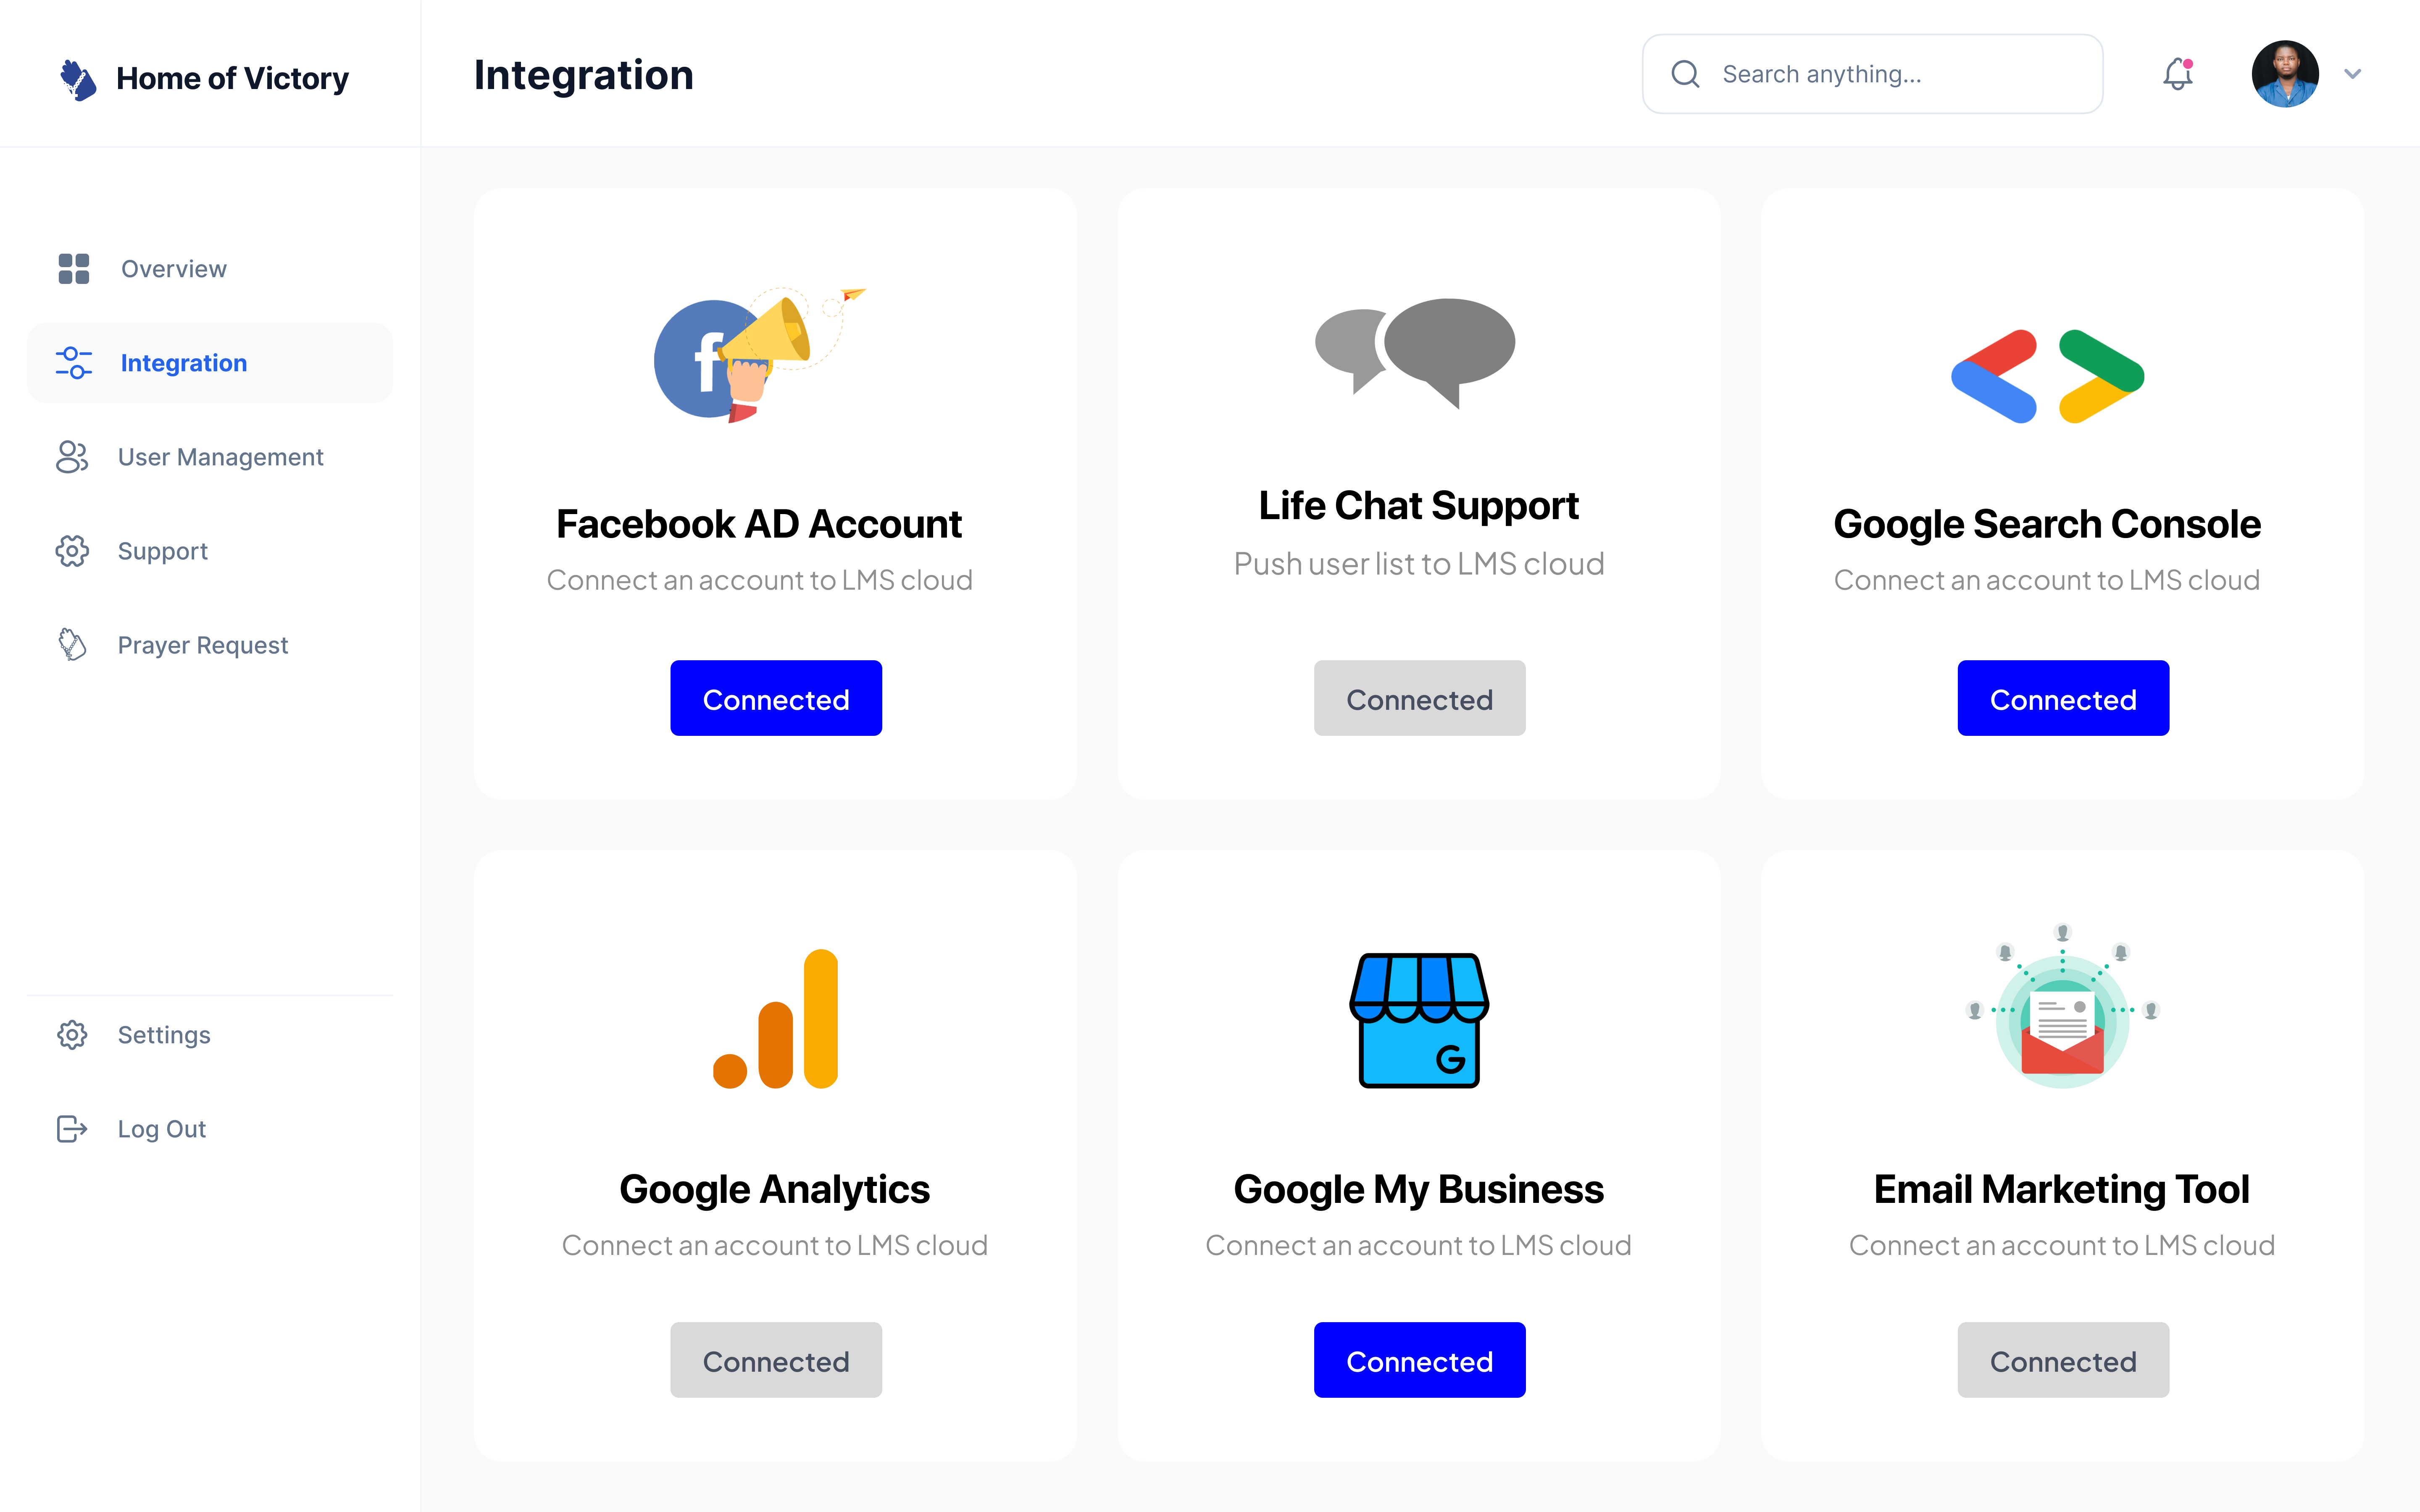 Home of Victory
Integration
Search anything...
Overview
Integration
User Management
Support
Prayer Request
Settings
Log Out
Facebook AD Account
Connect an account to LMS cloud
Connected
Life Chat Support
Push user list to LMS cloud
Connected
Google Search Console
Connect an account to LMS cloud
Connected
Google Analytics
Connect an account to LMS cloud
Connected
G
Google My Business
Connect an account to LMS cloud
Connected
Email Marketing Tool
Connect an account to LMS cloud
Connected